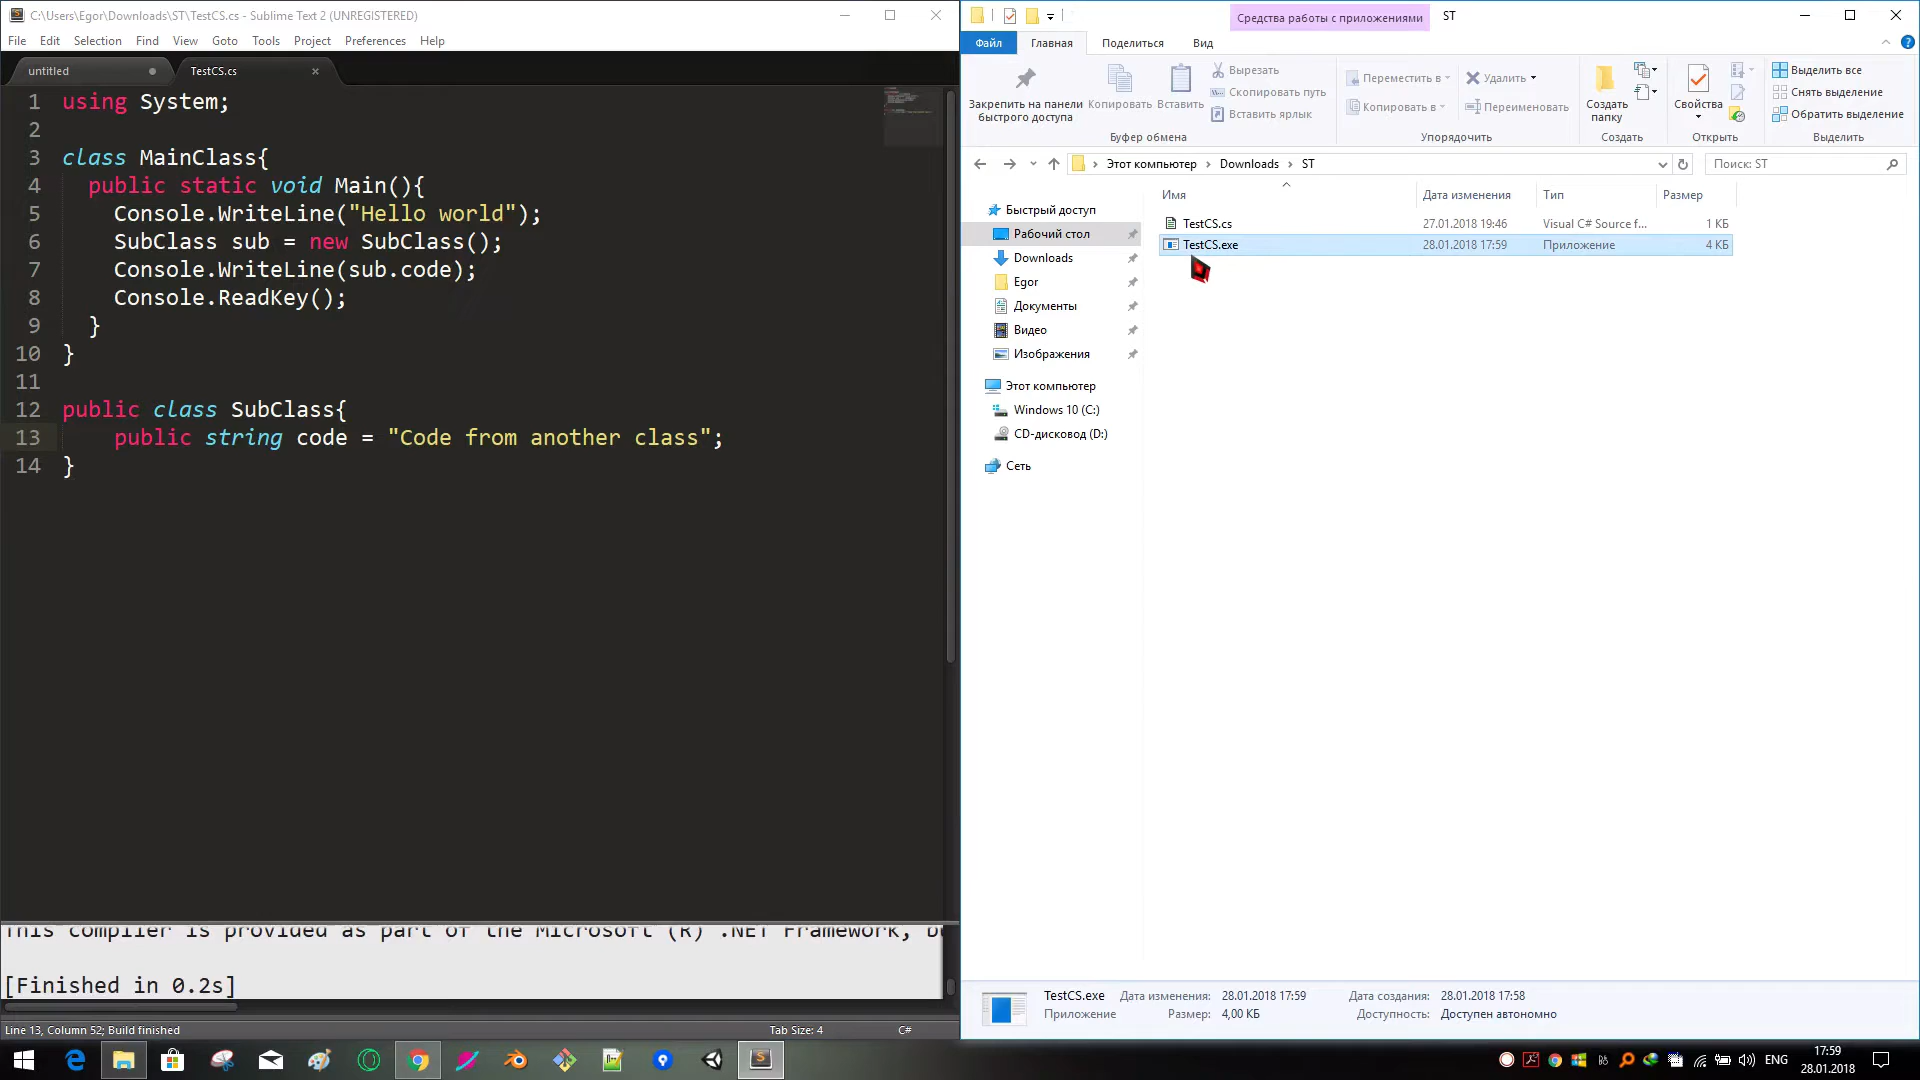 C:\Users\Egor\Downloads\ST\TestCS.cs - Sublime Text 2 (UNREGISTERED)
File Edit Selection Find View Goto Tools Project Preferences Help
untitled TestCS.cs
1 using System;
2
3 class MainClass{
4 public static void Main(){
5 Console.WriteLine("Hello world");
6 SubClass sub = new SubClass();
7 Console.WriteLine(sub.code);
8 Console.ReadKey();
9 }
10 }
11
12 public class SubClass{
13 public string code = "Code from another class";
14 }
This compiler is provided as part of the Microsoft (R) .NET Framework,
[Finished in 0.2s]
Line 13, Column 52; Build finished Tab Size: 4 C#
Средства работы с приложениями ST
Файл Главная Поделиться Вид
Закрепить на панели быстрого доступа
Копировать
Вставить
Вырезать
Скопировать путь
Вставить ярлык
Буфер обмена
Переместить в
Копировать в
Удалить
Переименовать
Упорядочить
Создать папку
Создать
Свойства
Открыть
Выделить все
Снять выделение
Обратить выделение
Выделить
Этот компьютер Downloads ST
Поиск: ST
Имя Дата изменения Тип Размер
TestCS.cs 27.01.2018 19:46 Visual C# Source f... 1 КБ
TestCS.exe 28.01.2018 17:59 Приложение 4 КБ
Быстрый доступ
Рабочий стол
Downloads
Egor
Документы
Видео
Изображения
Этот компьютер
Windows 10 (C:)
CD-дисковод (D:)
Сеть
TestCS.exe Дата изменения: 28.01.2018 17:59 Дата создания: 28.01.2018 17:58
Приложение Размер: 4,00 КБ Доступность: Доступен автономно
ENG
17:59
28.01.2018